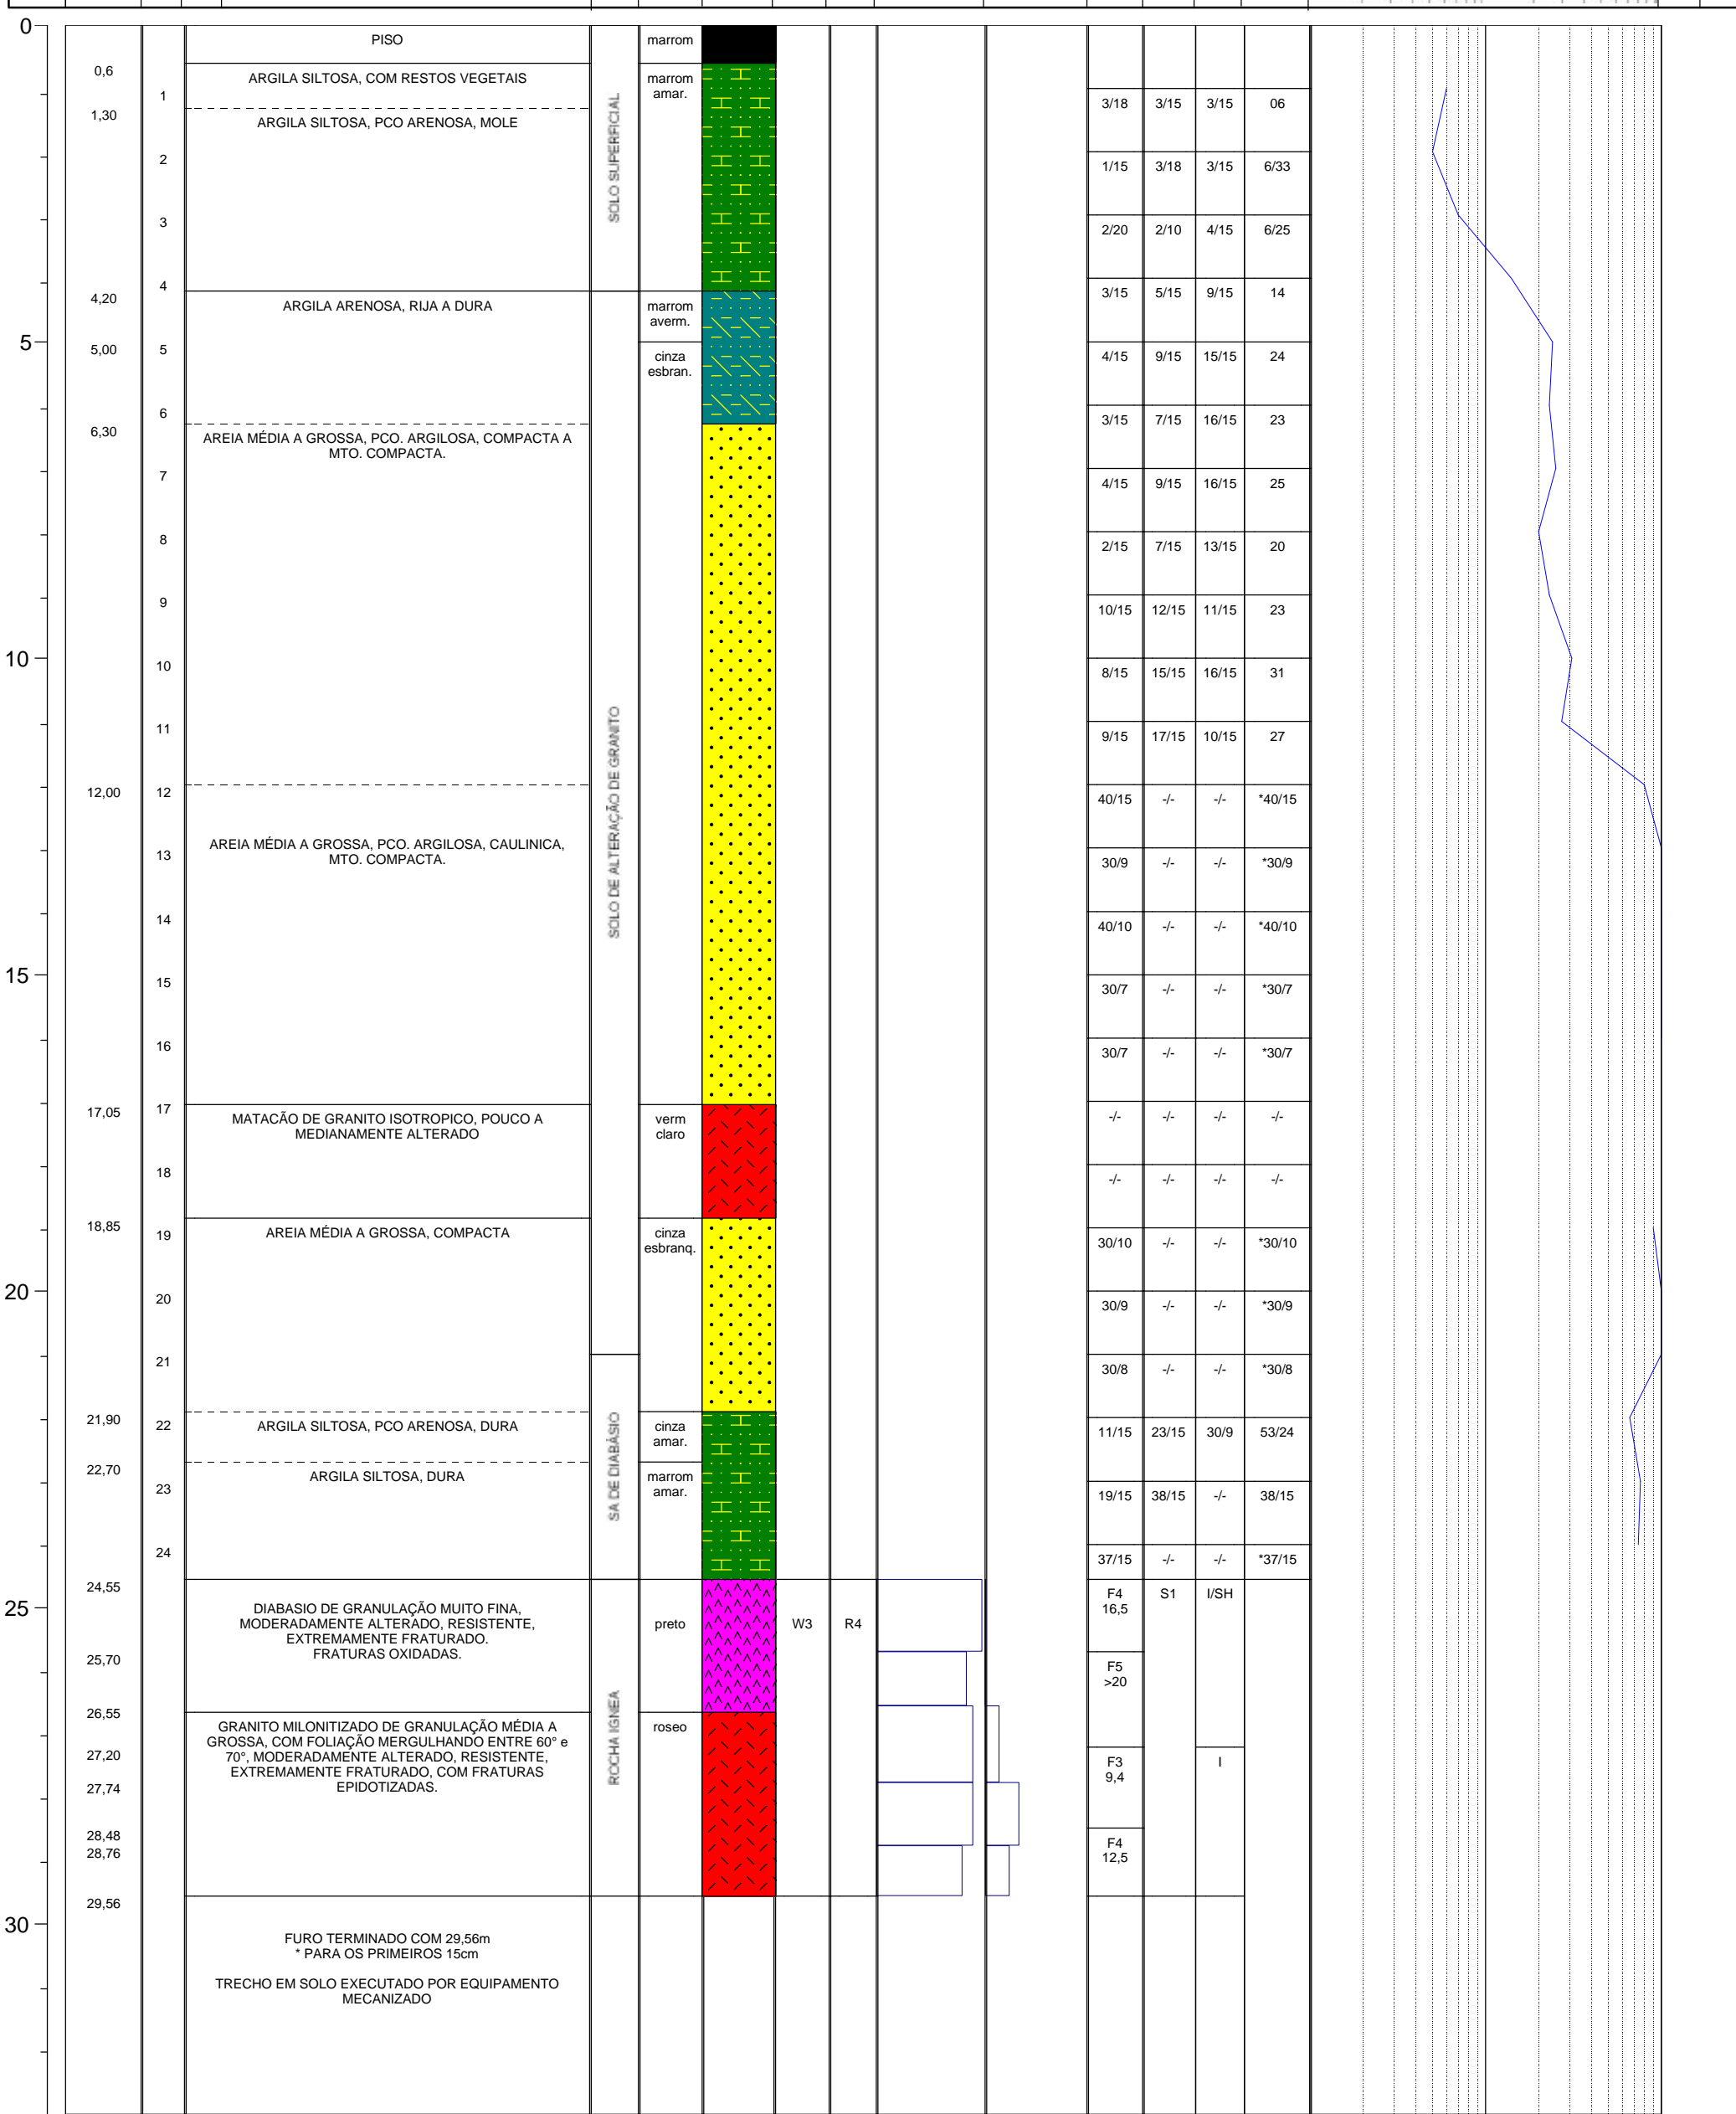 0
PISO
marrom
0,6
ARGILA SILTOSA, COM RESTOS VEGETAIS
marrom
amar.
1
3/18 3/15 3/15 06
1,30
ARGILA SILTOSA, PCO ARENOSA, MOLE
SOLO SUPERFICIAL
2
1/15 3/18 3/15 6/33
3
2/20 2/10 4/15 6/25
4
3/15 5/15 9/15 14
4,20
ARGILA ARENOSA, RIJA A DURA
marrom
averm.
5
5,00
5
cinza
esbran.
4/15 9/15 15/15 24
6
3/15 7/15 16/15 23
6,30
AREIA MÉDIA A GROSSA, PCO. ARGILOSA, COMPACTA A
MTO. COMPACTA.
7
4/15 9/15 16/15 25
8
2/15 7/15 13/15 20
9
10/15 12/15 11/15 23
10
10
8/15 15/15 16/15 31
11
9/15 17/15 10/15 27
SOLO DE ALTERAÇÃO DE GRANITO
12,00
12
40/15 -/- -/- *40/15
AREIA MÉDIA A GROSSA, PCO. ARGILOSA, CAULINICA,
MTO. COMPACTA.
13
30/9 -/- -/- *30/9
14
40/10 -/- -/- *40/10
15
15
30/7 -/- -/- *30/7
16
30/7 -/- -/- *30/7
17,05
17
MATACÃO DE GRANITO ISOTROPICO, POUCO A
MEDIANAMENTE ALTERADO
verm
claro
-/- -/- -/- -/-
18
-/- -/- -/- -/-
18,85
19
AREIA MÉDIA A GROSSA, COMPACTA
cinza
esbranq.
30/10 -/- -/- *30/10
20
20
30/9 -/- -/- *30/9
21
30/8 -/- -/- *30/8
21,90
22
ARGILA SILTOSA, PCO ARENOSA, DURA
cinza
amar.
11/15 23/15 30/9 53/24
SA DE DIABÁSIO
22,70
ARGILA SILTOSA, DURA
marrom
amar.
23
19/15 38/15 -/- 38/15
24
37/15 -/- -/- *37/15
24,55
25
DIABASIO DE GRANULAÇÃO MUITO FINA,
MODERADAMENTE ALTERADO, RESISTENTE,
EXTREMAMENTE FRATURADO.
FRATURAS OXIDADAS.
preto
W3
R4
F4
16,5
S1
I/SH
25,70
F5
>20
ROCHA IGNEA
26,55
GRANITO MILONITIZADO DE GRANULAÇÃO MÉDIA A
GROSSA, COM FOLIAÇÃO MERGULHANDO ENTRE 60° e
70°, MODERADAMENTE ALTERADO, RESISTENTE,
EXTREMAMENTE FRATURADO, COM FRATURAS
EPIDOTIZADAS.
roseo
27,20
F3
9,4
I
27,74
28,48
F4
12,5
28,76
29,56
30
FURO TERMINADO COM 29,56m
* PARA OS PRIMEIROS 15cm
TRECHO EM SOLO EXECUTADO POR EQUIPAMENTO
MECANIZADO